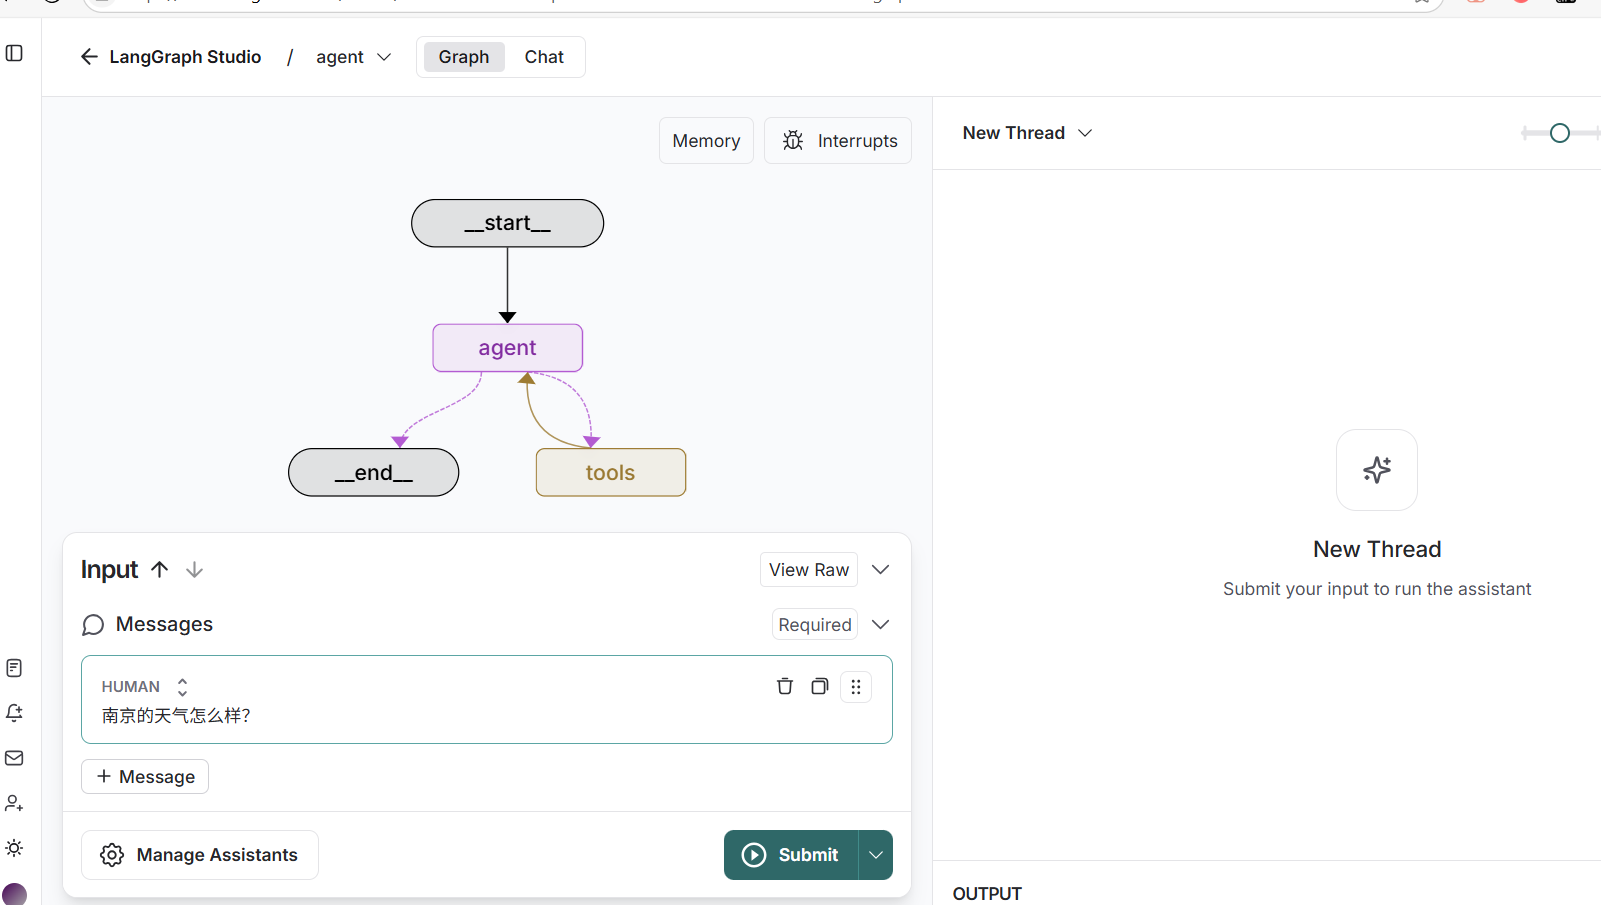 LangGraph Studio / agent Graph Chat
Memory Interrupts
New Thread
__start__
agent
__end__ tools
Input View Raw
Messages Required
HUMAN
南京的天气怎么样?
+ Message
Manage Assistants Submit
New Thread
Submit your input to run the assistant
OUTPUT